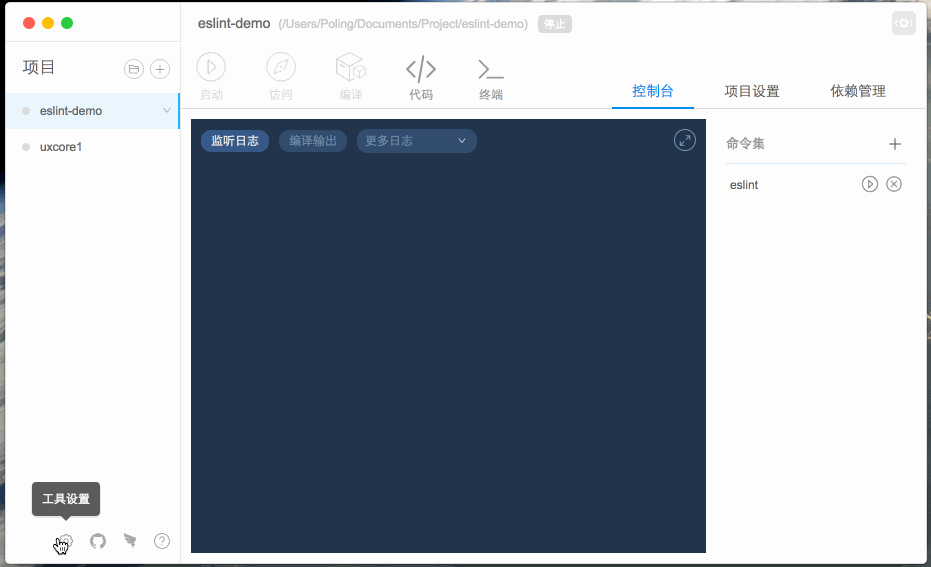 eslint-demo (/Users/Poling/Documents/Project/eslint-demo) 停止
项目
启动 访问 编译 代码 终端
控制台 项目设置 依赖管理
eslint-demo
uxcore1
监听日志 编译输出 更多日志
命令集
eslint
工具设置